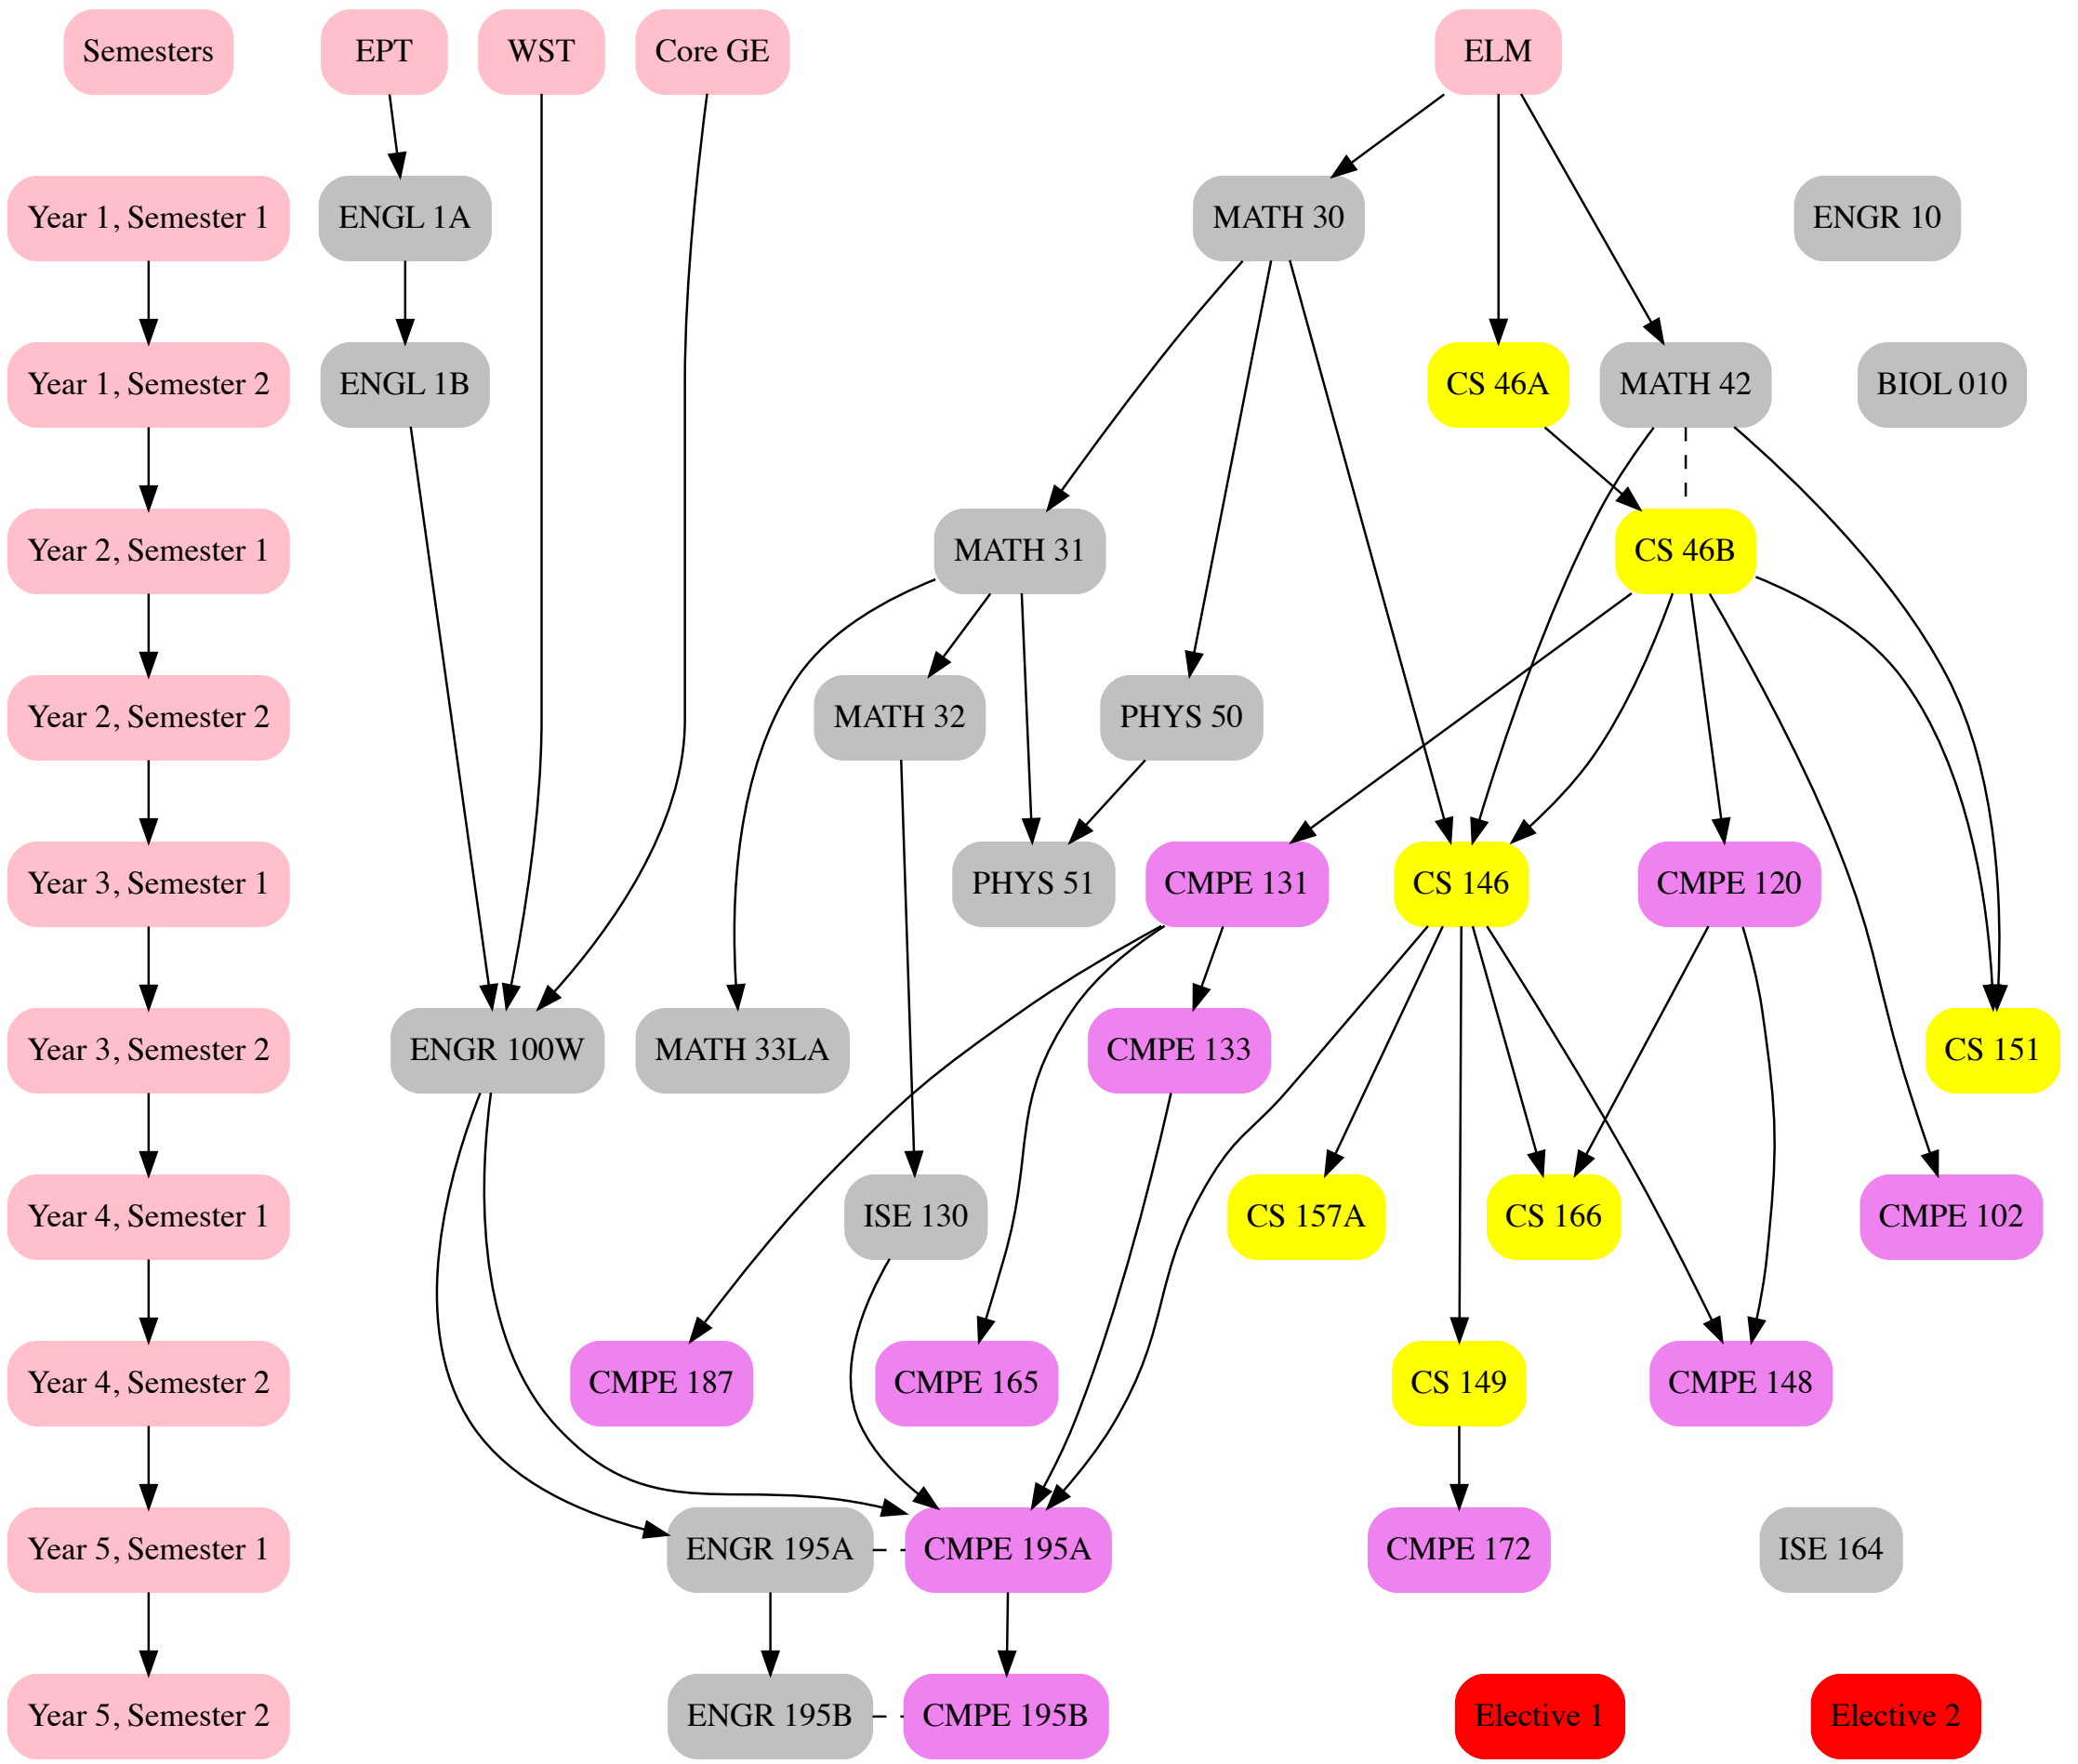 Semesters
EPT
WST
Core GE
ELM
Year 1, Semester 1
ENGL 1A
MATH 30
ENGR 10
Year 1, Semester 2
ENGL 1B
CS 46A
MATH 42
BIOL 010
Year 2, Semester 1
MATH 31
CS 46B
Year 2, Semester 2
MATH 32
PHYS 50
Year 3, Semester 1
PHYS 51
CMPE 131
CS 146
CMPE 120
Year 3, Semester 2
ENGR 100W
MATH 33LA
CMPE 133
CS 151
Year 4, Semester 1
ISE 130
CS 157A
CS 166
CMPE 102
Year 4, Semester 2
CMPE 187
CMPE 165
CS 149
CMPE 148
Year 5, Semester 1
ENGR 195A
CMPE 195A
CMPE 172
ISE 164
Year 5, Semester 2
ENGR 195B
CMPE 195B
Elective 1
Elective 2